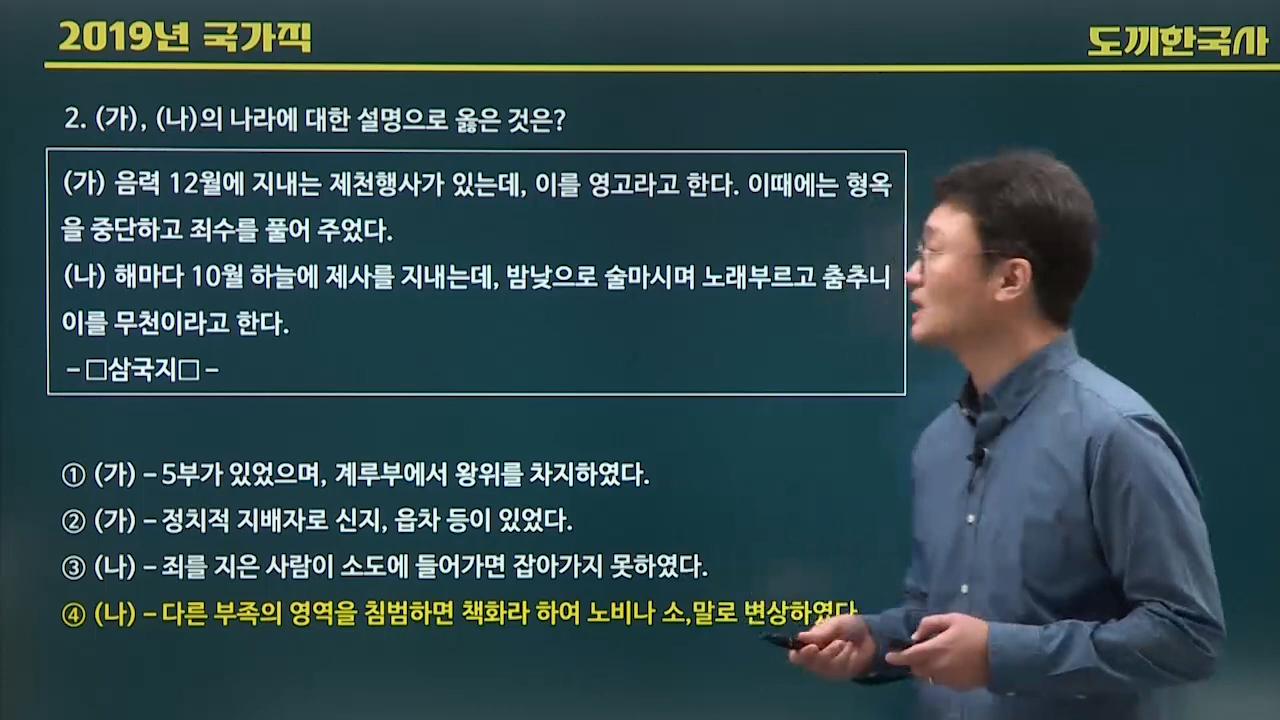 2019년 국가직
도끼한국사
2. (가), (나)의 나라에 대한 설명으로 옳은 것은?
(가) 음력 12월에 지내는 제천행사가 있는데, 이를 영고라고 한다. 이때에는 형옥
을 중단하고 죄수를 풀어 주었다.
(나) 해마다 10월 하늘에 제사를 지내는데, 밤낮으로 술마시며 노래부르고 춤추니
이를 무천이라고 한다.
– □삼국지□ –
① (가) – 5부가 있었으며, 계루부에서 왕위를 차지하였다.
② (가) – 정치적 지배자로 신지, 읍차 등이 있었다.
③ (나) – 죄를 지은 사람이 소도에 들어가면 잡아가지 못하였다.
④ (나) – 다른 부족의 영역을 침범하면 책화라 하여 노비나 소,말로 변상하였다